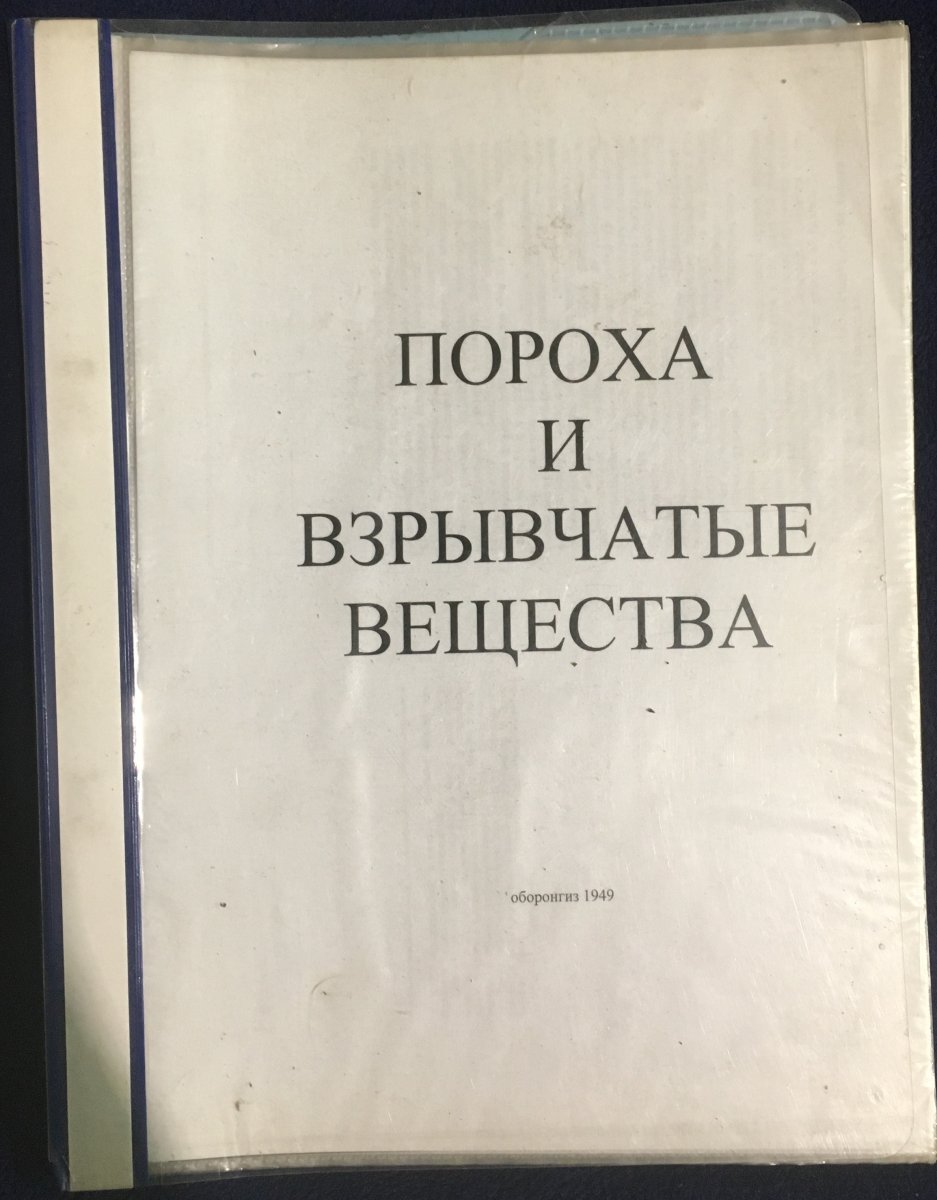 ПОРОХА
И
ВЗРЫВЧАТЫЕ
ВЕЩЕСТВА
оборонгиз 1949